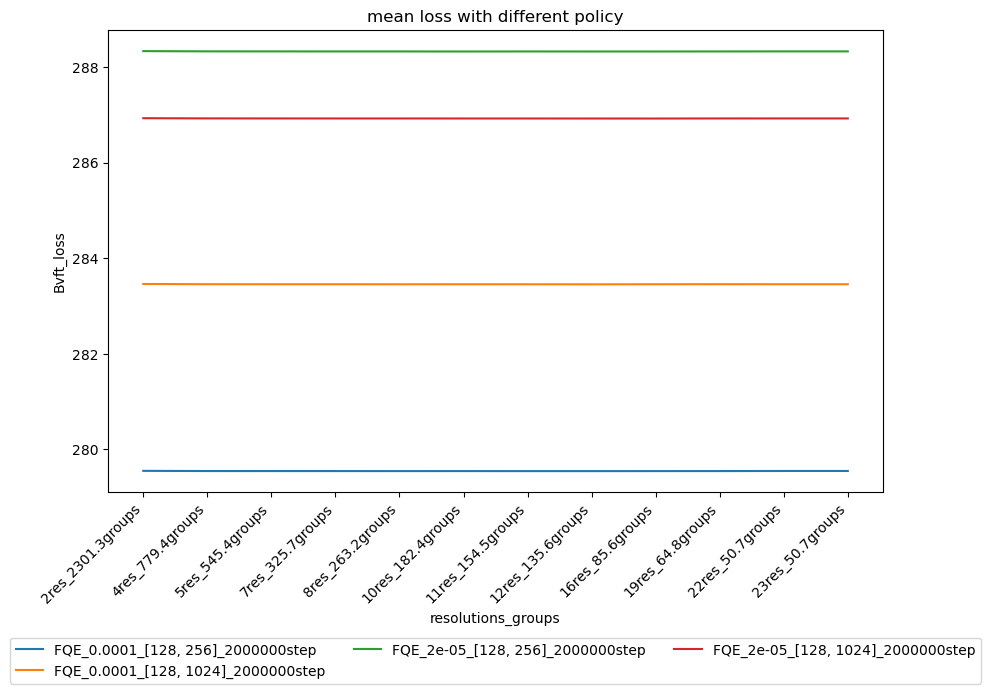 mean loss with different policy
288
286
284
282
280
Bvft_loss
2res_2301.3groups
4res_779.4groups
5res_545.4groups
7res_325.7groups
8res_263.2groups
10res_182.4groups
11res_154.5groups
12res_135.6groups
16res_85.6groups
19res_64.8groups
22res_50.7groups
23res_50.7groups
resolutions_groups
FQE_0.0001_[128, 256]_2000000step
FQE_0.0001_[128, 1024]_2000000step
FQE_2e-05_[128, 256]_2000000step
FQE_2e-05_[128, 1024]_2000000step